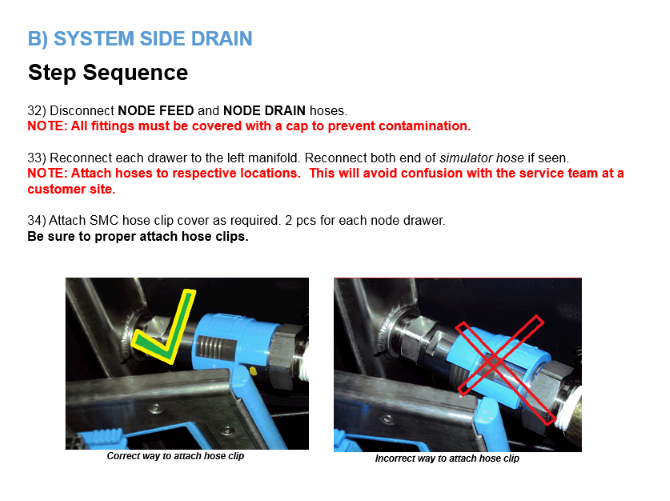 B) SYSTEM SIDE DRAIN
Step Sequence
32) Disconnect NODE FEED and NODE DRAIN hoses.
NOTE: All fittings must be covered with a cap to prevent contamination.
33) Reconnect each drawer to the left manifold. Reconnect both end of simulator hose if seen.
NOTE: Attach hoses to respective locations.  This will avoid confusion with the service team at a
customer site.
34) Attach SMC hose clip cover as required. 2 pcs for each node drawer.
Be sure to proper attach hose clips.
Correct way to attach hose clip
Incorrect way to attach hose clip